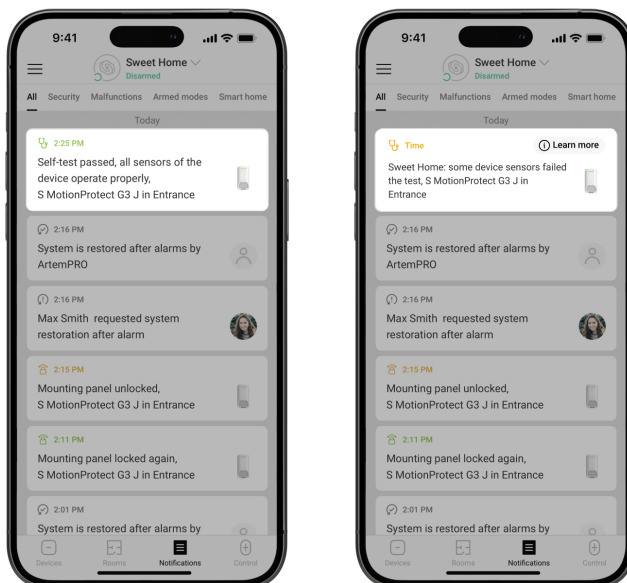 9:41
Sweet Home
Disarmed
All Security Malfunctions Armed modes Smart home
Today
2:25 PM
Self-test passed, all sensors of the
device operate properly,
S MotionProtect G3 J in Entrance
2:16 PM
System is restored after alarms by
ArtemPRO
2:16 PM
Max Smith requested system
restoration after alarm
2:15 PM
Mounting panel unlocked,
S MotionProtect G3 J in Entrance
2:11 PM
Mounting panel locked again,
S MotionProtect G3 J in Entrance
2:01 PM
System is restored after alarms by
Devices Rooms Notifications Control
9:41
Sweet Home
Disarmed
All Security Malfunctions Armed modes Smart home
Today
Time Learn more
Sweet Home: some device sensors failed
the test, S MotionProtect G3 J in
Entrance
2:16 PM
System is restored after alarms by
ArtemPRO
2:16 PM
Max Smith requested system
restoration after alarm
2:15 PM
Mounting panel unlocked,
S MotionProtect G3 J in Entrance
2:11 PM
Mounting panel locked again,
S MotionProtect G3 J in Entrance
2:01 PM
System is restored after alarms by
Devices Rooms Notifications Control